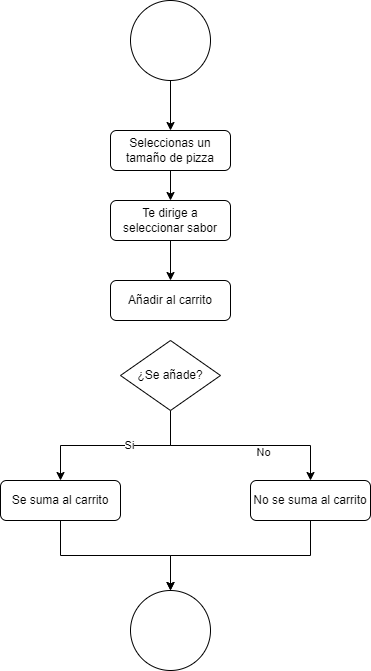 Seleccionas un
tamaño de pizza
Te dirige a
seleccionar sabor
Añadir al carrito
¿Se añade?
Si
No
Se suma al carrito
No se suma al carrito